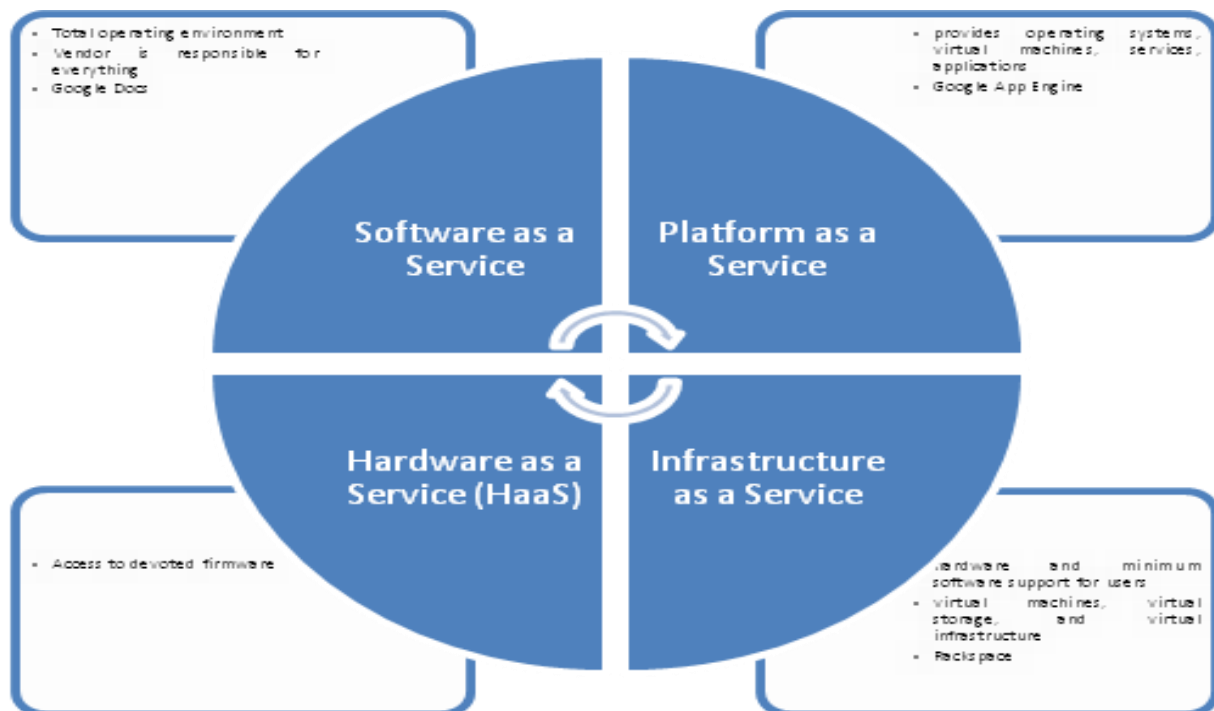 • Total operating environment
• Vendor is responsible for
everything
• Google Docs
• provides operating systems,
virtual machines, services,
applications
• Google App Engine
Software as a
Service
Platform as a
Service
Hardware as a
Service (HaaS)
Infrastructure
as a Service
• Access to devoted firmware
• hardware and minimum
software support for users
• virtual machines, virtual
storage, and virtual
infrastructure
• Rackspace